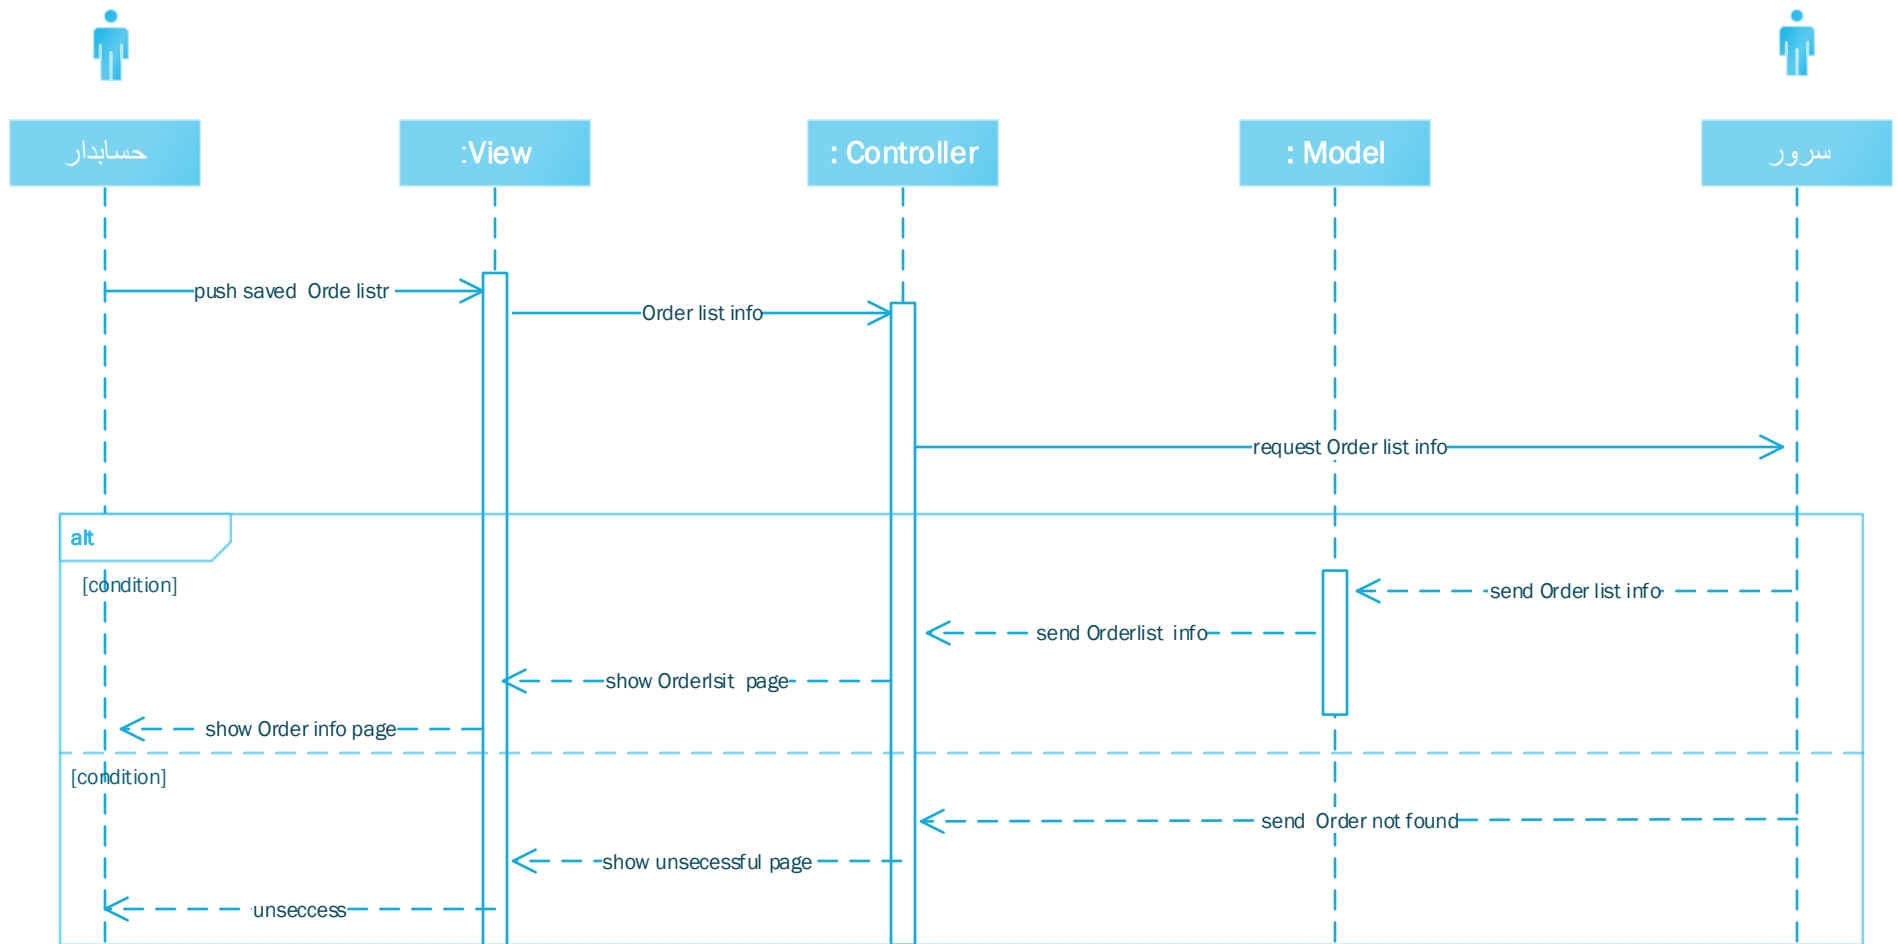 حسابدار
:View
: Controller
: Model
سرور
push saved Orde listr
Order list info
request Order list info
alt
[condition]
send Order list info
send Orderlist info
show Orderlsit page
show Order info page
[condition]
send Order not found
show unsecessful page
unseccess